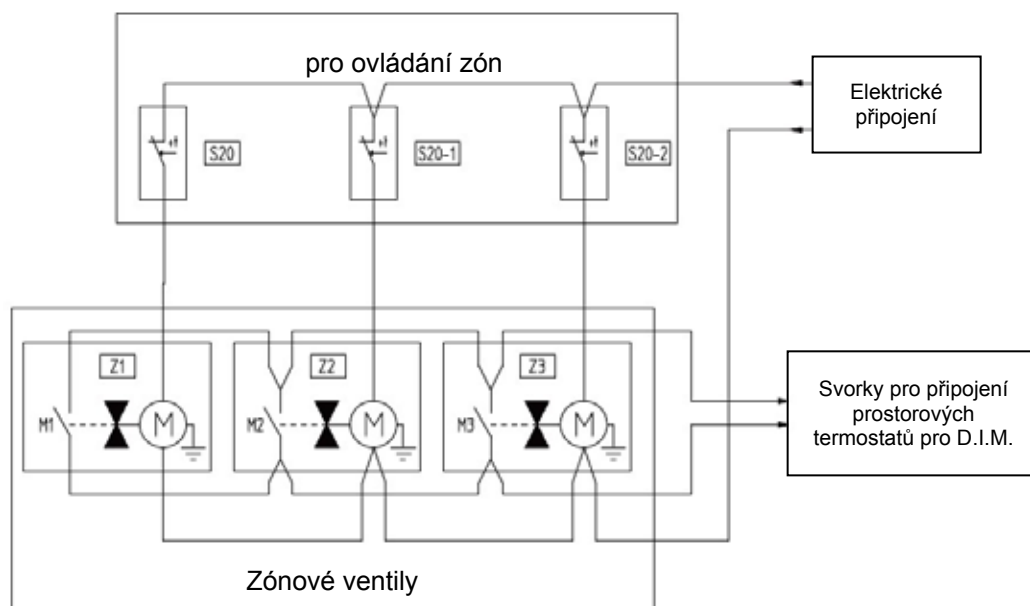 pro ovládání zón
Elektrické
připojení
S20
S20-1
S20-2
Z1
Z2
Z3
M1
M
M2
M
M3
M
Svorky pro připojení
prostorových
termostatů pro D.I.M.
Zónové ventily